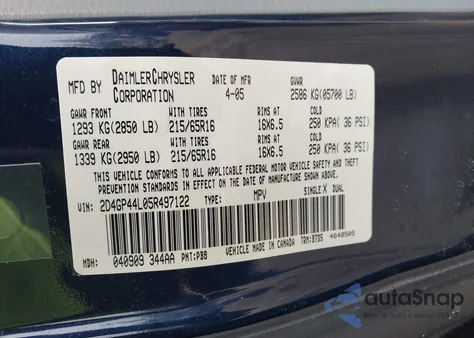 MFD BY DAIMLERCHRYSLER CORPORATION DATE OF MFR 4-05 GVWR 2586 KG(05700 LB)
GAWR FRONT WITH TIRES RIMS AT COLD
1293 KG(2850 LB) 215/65R16 16X6.5 250 KPA( 36 PSI)
GAWR REAR WITH TIRES RIMS AT COLD
1339 KG(2950 LB) 215/65R16 16X6.5 250 KPA( 36 PSI)
THIS VEHICLE CONFORMS TO ALL APPLICABLE FEDERAL MOTOR VEHICLE SAFETY AND
THEFT PREVENTION STANDARDS IN EFFECT ON THE DATE OF MANUFACTURE SHOWN ABOVE.
VIN: 2D4GP44L05R497122 TYPE: MPV SINGLE X DUAL
VEHICLE MADE IN CANADA 4648505
MDH: 040909 344AA PNT:PB8 TRM:
autoSnap